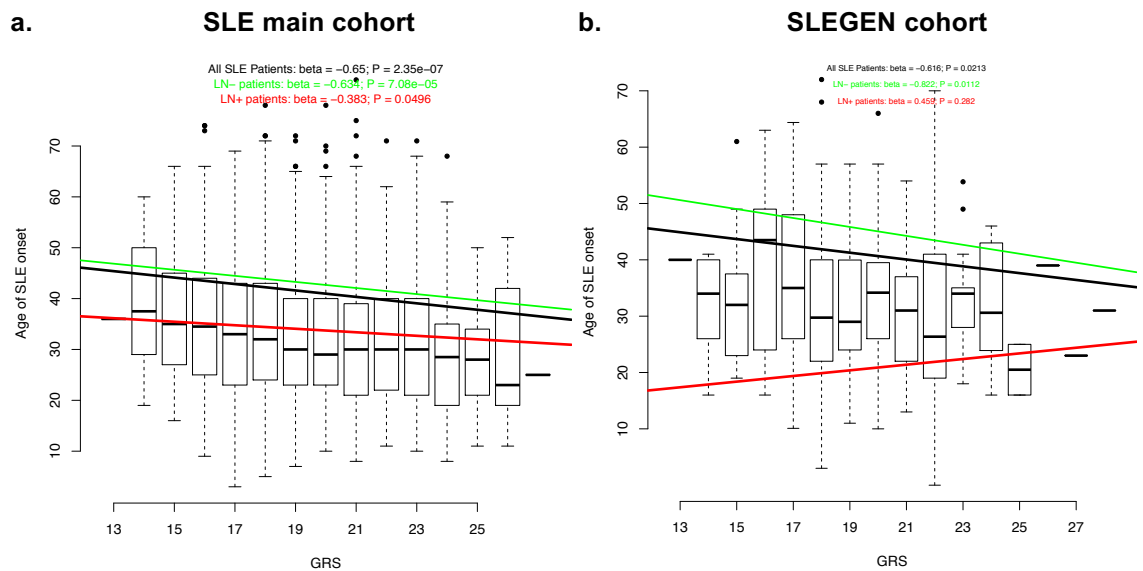 a.
SLE main cohort
All SLE Patients: beta = −0.65; P = 2.35e−07
LN− patients: beta = −0.634; P = 7.08e−05
LN+ patients: beta = −0.383; P = 0.0496
Age of SLE onset
70
60
50
40
30
20
10
13 15 17 19 21 23 25
GRS
b.
SLEGEN cohort
All SLE Patients: beta = −0.616; P = 0.0213
LN− patients: beta = −0.822; P = 0.0112
LN+ patients: beta = 0.459; P = 0.282
Age of SLE onset
70
60
50
40
30
20
10
13 15 17 19 21 23 25 27
GRS